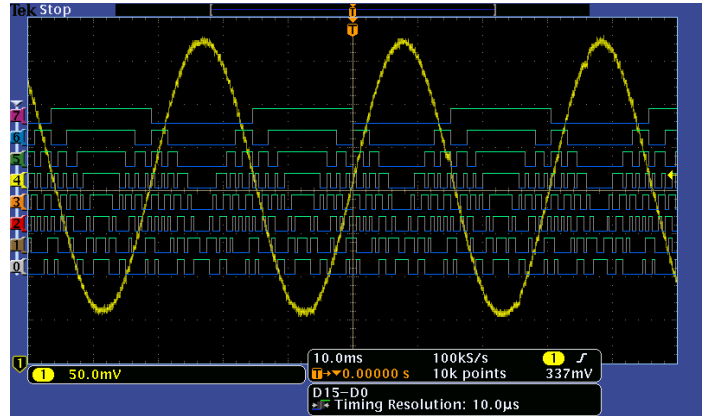 Tek Stop
T
T
7
6
5
4
3
2
1
0
1
1 50.0mV
10.0ms 100kS/s 1
T→▼0.00000 s 10k points 337mV
D15-D0
Timing Resolution: 10.0µs